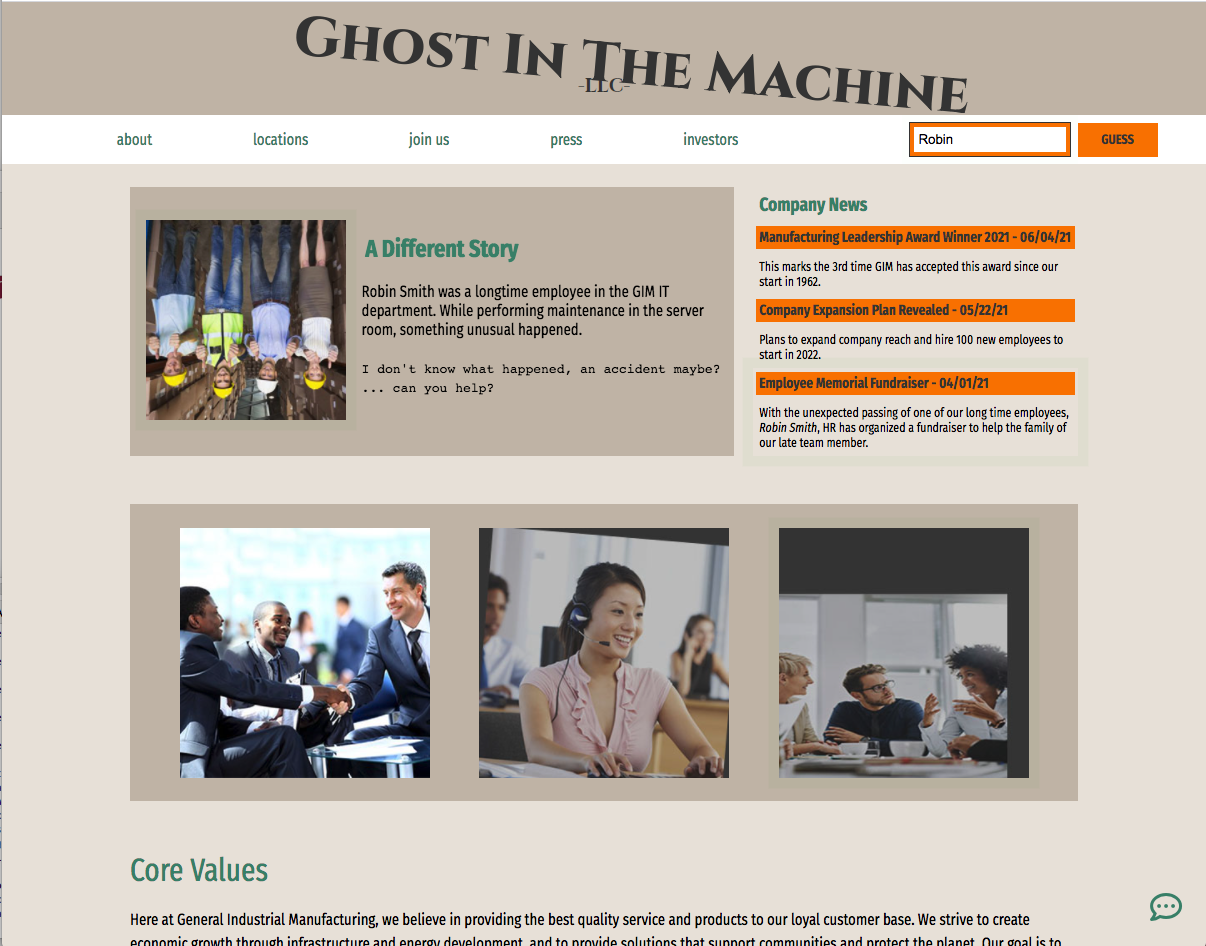 Ghost In The Machine
-LLC-
about
locations
join us
press
investors
Robin
GUESS
A Different Story
Robin Smith was a longtime employee in the GIM IT
department. While performing maintenance in the server
room, something unusual happened.
I don't know what happened, an accident maybe?
... can you help?
Company News
Manufacturing Leadership Award Winner 2021 - 06/04/21
This marks the 3rd time GIM has accepted this award since our
start in 1962.
Company Expansion Plan Revealed - 05/22/21
Plans to expand company reach and hire 100 new employees to
start in 2022.
Employee Memorial Fundraiser - 04/01/21
With the unexpected passing of one of our long time employees,
Robin Smith, HR has organized a fundraiser to help the family of
our late team member.
Core Values
Here at General Industrial Manufacturing, we believe in providing the best quality service and products to our loyal customer base. We strive to create
economic growth through infrastructure and energy development, and to provide solutions that support communities and protect the planet. Our goal is to